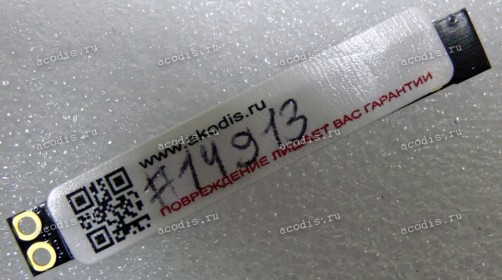 www.akodis.ru
#14913
ПОВРЕЖДЕНИЕ ЛИШАЕТ ВАС ГАРАНТИИ
acodis.ru